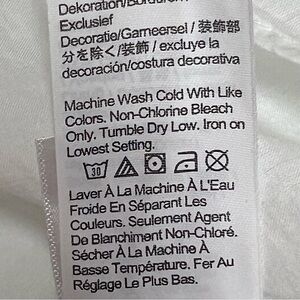 Dekoration/Bordüren/
Exclusief
Decoratie/Garneersel / 装飾部
分を除く/装飾 / excluye la
decoración/costura decorativa
Machine Wash Cold With Like
Colors. Non-Chlorine Bleach
Only. Tumble Dry Low. Iron on
Lowest Setting.
30
Laver À La Machine À L'Eau
Froide En Séparant Les
Couleurs. Seulement Agent
De Blanchiment Non-Chloré.
Sécher À La Machine À
Basse Température. Fer Au
Réglage Le Plus Bas.